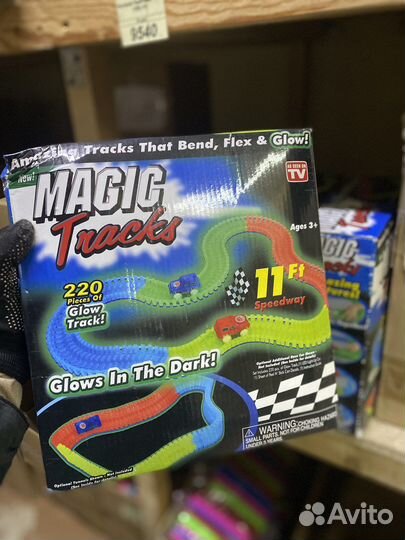 9540
Amazing Tracks That Bend, Flex & Glow!
New!
MAGIC
Tracks
AS SEEN ON
TV
Ages 3+
220
Pieces Of
Glow
Track!
11 Ft
Speedway
Glows In The Dark!
WARNING: CHOKING HAZARD
SMALL PARTS. NOT FOR CHILDREN
UNDER 3 YEARS.
MAGIC
Avito